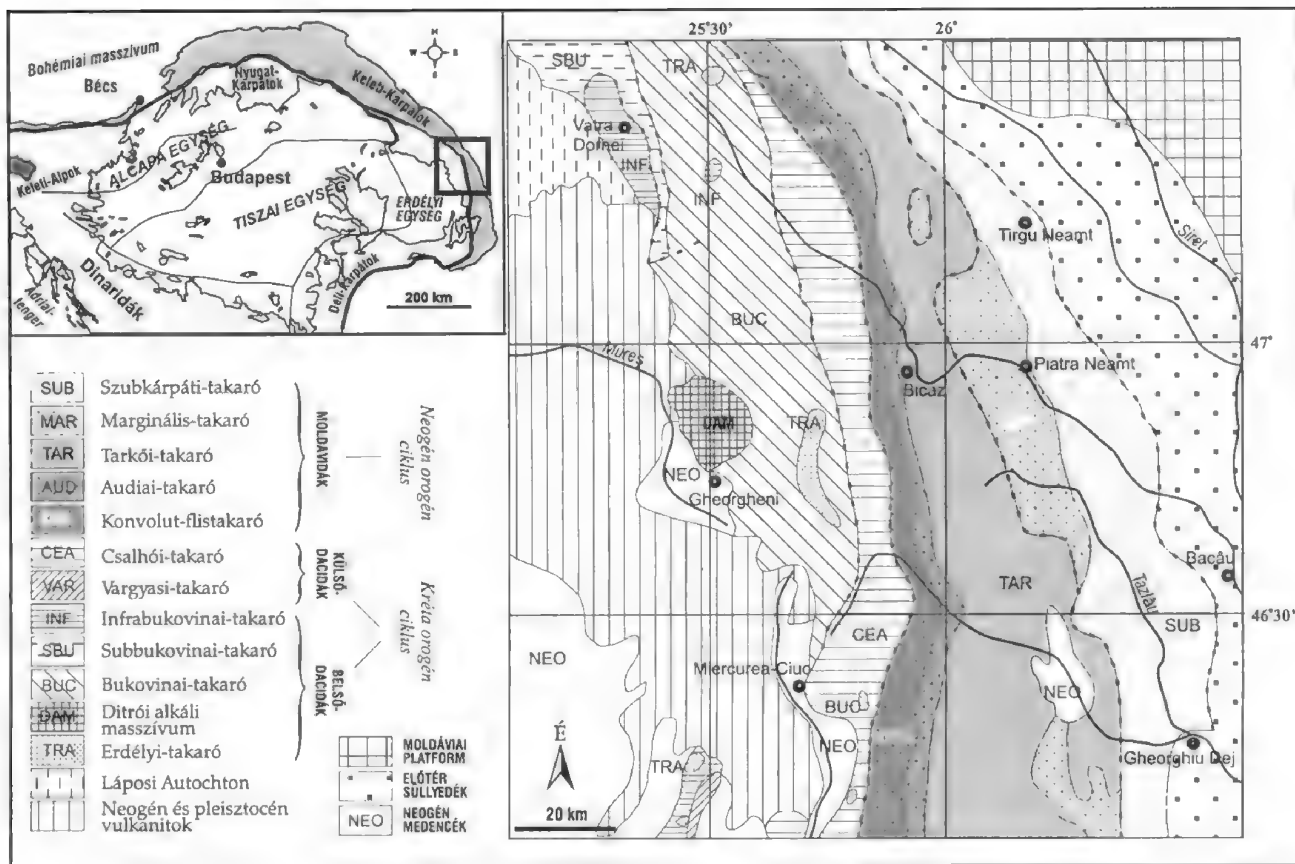 Bohémiai masszívum
Bécs
Nyugat-
Kárpátok
Keleti-Kárpátok
N
W
E
S
Keleti-Alpok
ALCAPA EGYSÉG
Budapest
TISZAI EGYSÉG
ERDÉLYI
EGYSÉG
Dinaridák
Adriai-
tenger
Déli-Kárpátok
200 km
SUB Szubkárpáti-takaró
MAR Marginális-takaró
TAR Tarkői-takaró
AUD Audiai-takaró
Konvolut-flistakaró
CEA Csalhói-takaró
VAR Vargyasi-takaró
INF Infrabukovinai-takaró
SBU Subbukovinai-takaró
BUC Bukovinai-takaró
DAM Ditrói alkáli
masszívum
TRA Erdélyi-takaró
Láposi Autochton
Neogén és pleisztocén
vulkánitok
MOLDAVIDÁK
KÜLSŐ-
DACIDÁK
BELSŐ-
DACIDÁK
Neogén orogén
ciklus
Kréta orogén
ciklus
MOLDÁVIAI
PLATFORM
ELŐTÉR
SÜLLYEDÉK
NEO NEOGÉN
MEDENCÉK
25°30'
26°
SBU
TRA
Vatra
Dornei
INF
INF
Tirgu Neamt
Siret
BUC
47°
Mures
Bicaz
Piatra Neamt
DAM
TRA
NEO
Gheorgheni
Bacău
TAR
Tazlău
SUB
46°30'
CEA
NEO
Miercurea-Ciuc
BUC
NEO
NEO
É
TRA
Gheorghiu Dej
20 km